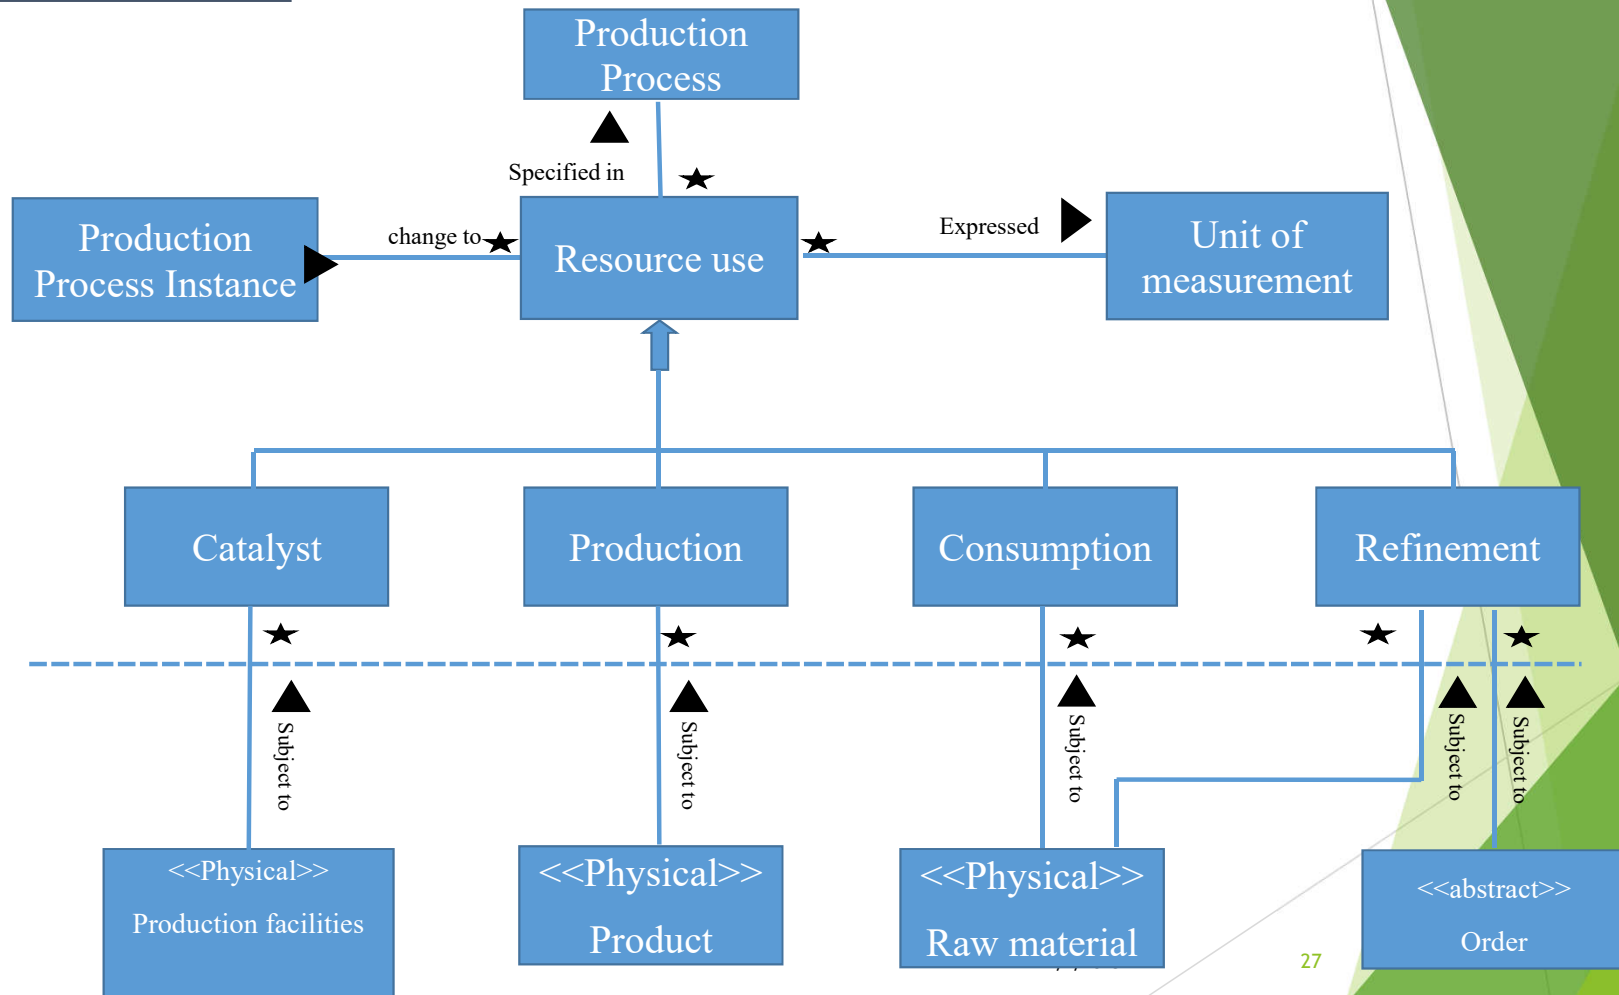 Production
Process
Specified in
Production
Process Instance
change to
Resource use
Expressed
Unit of
measurement
Catalyst
Production
Consumption
Refinement
Subject to
Subject to
Subject to
Subject to
Subject to
<<Physical>>
Production facilities
<<Physical>>
Product
<<Physical>>
Raw material
<<abstract>>
Order
27